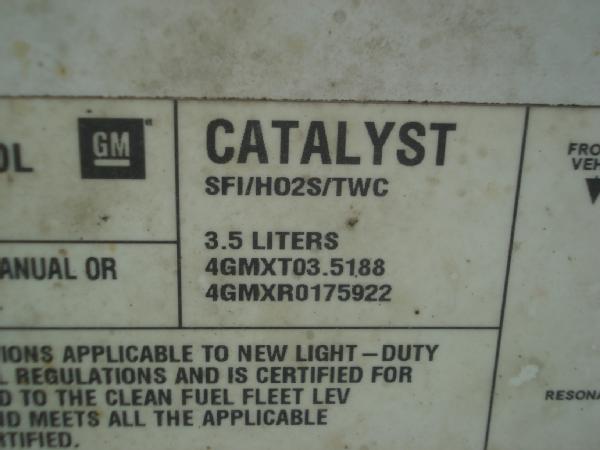 OL
GM
CATALYST
SFI/HO2S/TWC
3.5 LITERS
4GMXT03.5188
4GMXR0175922
ANUAL OR
IONS APPLICABLE TO NEW LIGHT-DUTY
L REGULATIONS AND IS CERTIFIED FOR
D TO THE CLEAN FUEL FLEET LEV
ND MEETS ALL THE APPLICABLE
RTIFIED.
FRO
VEH
RESONA